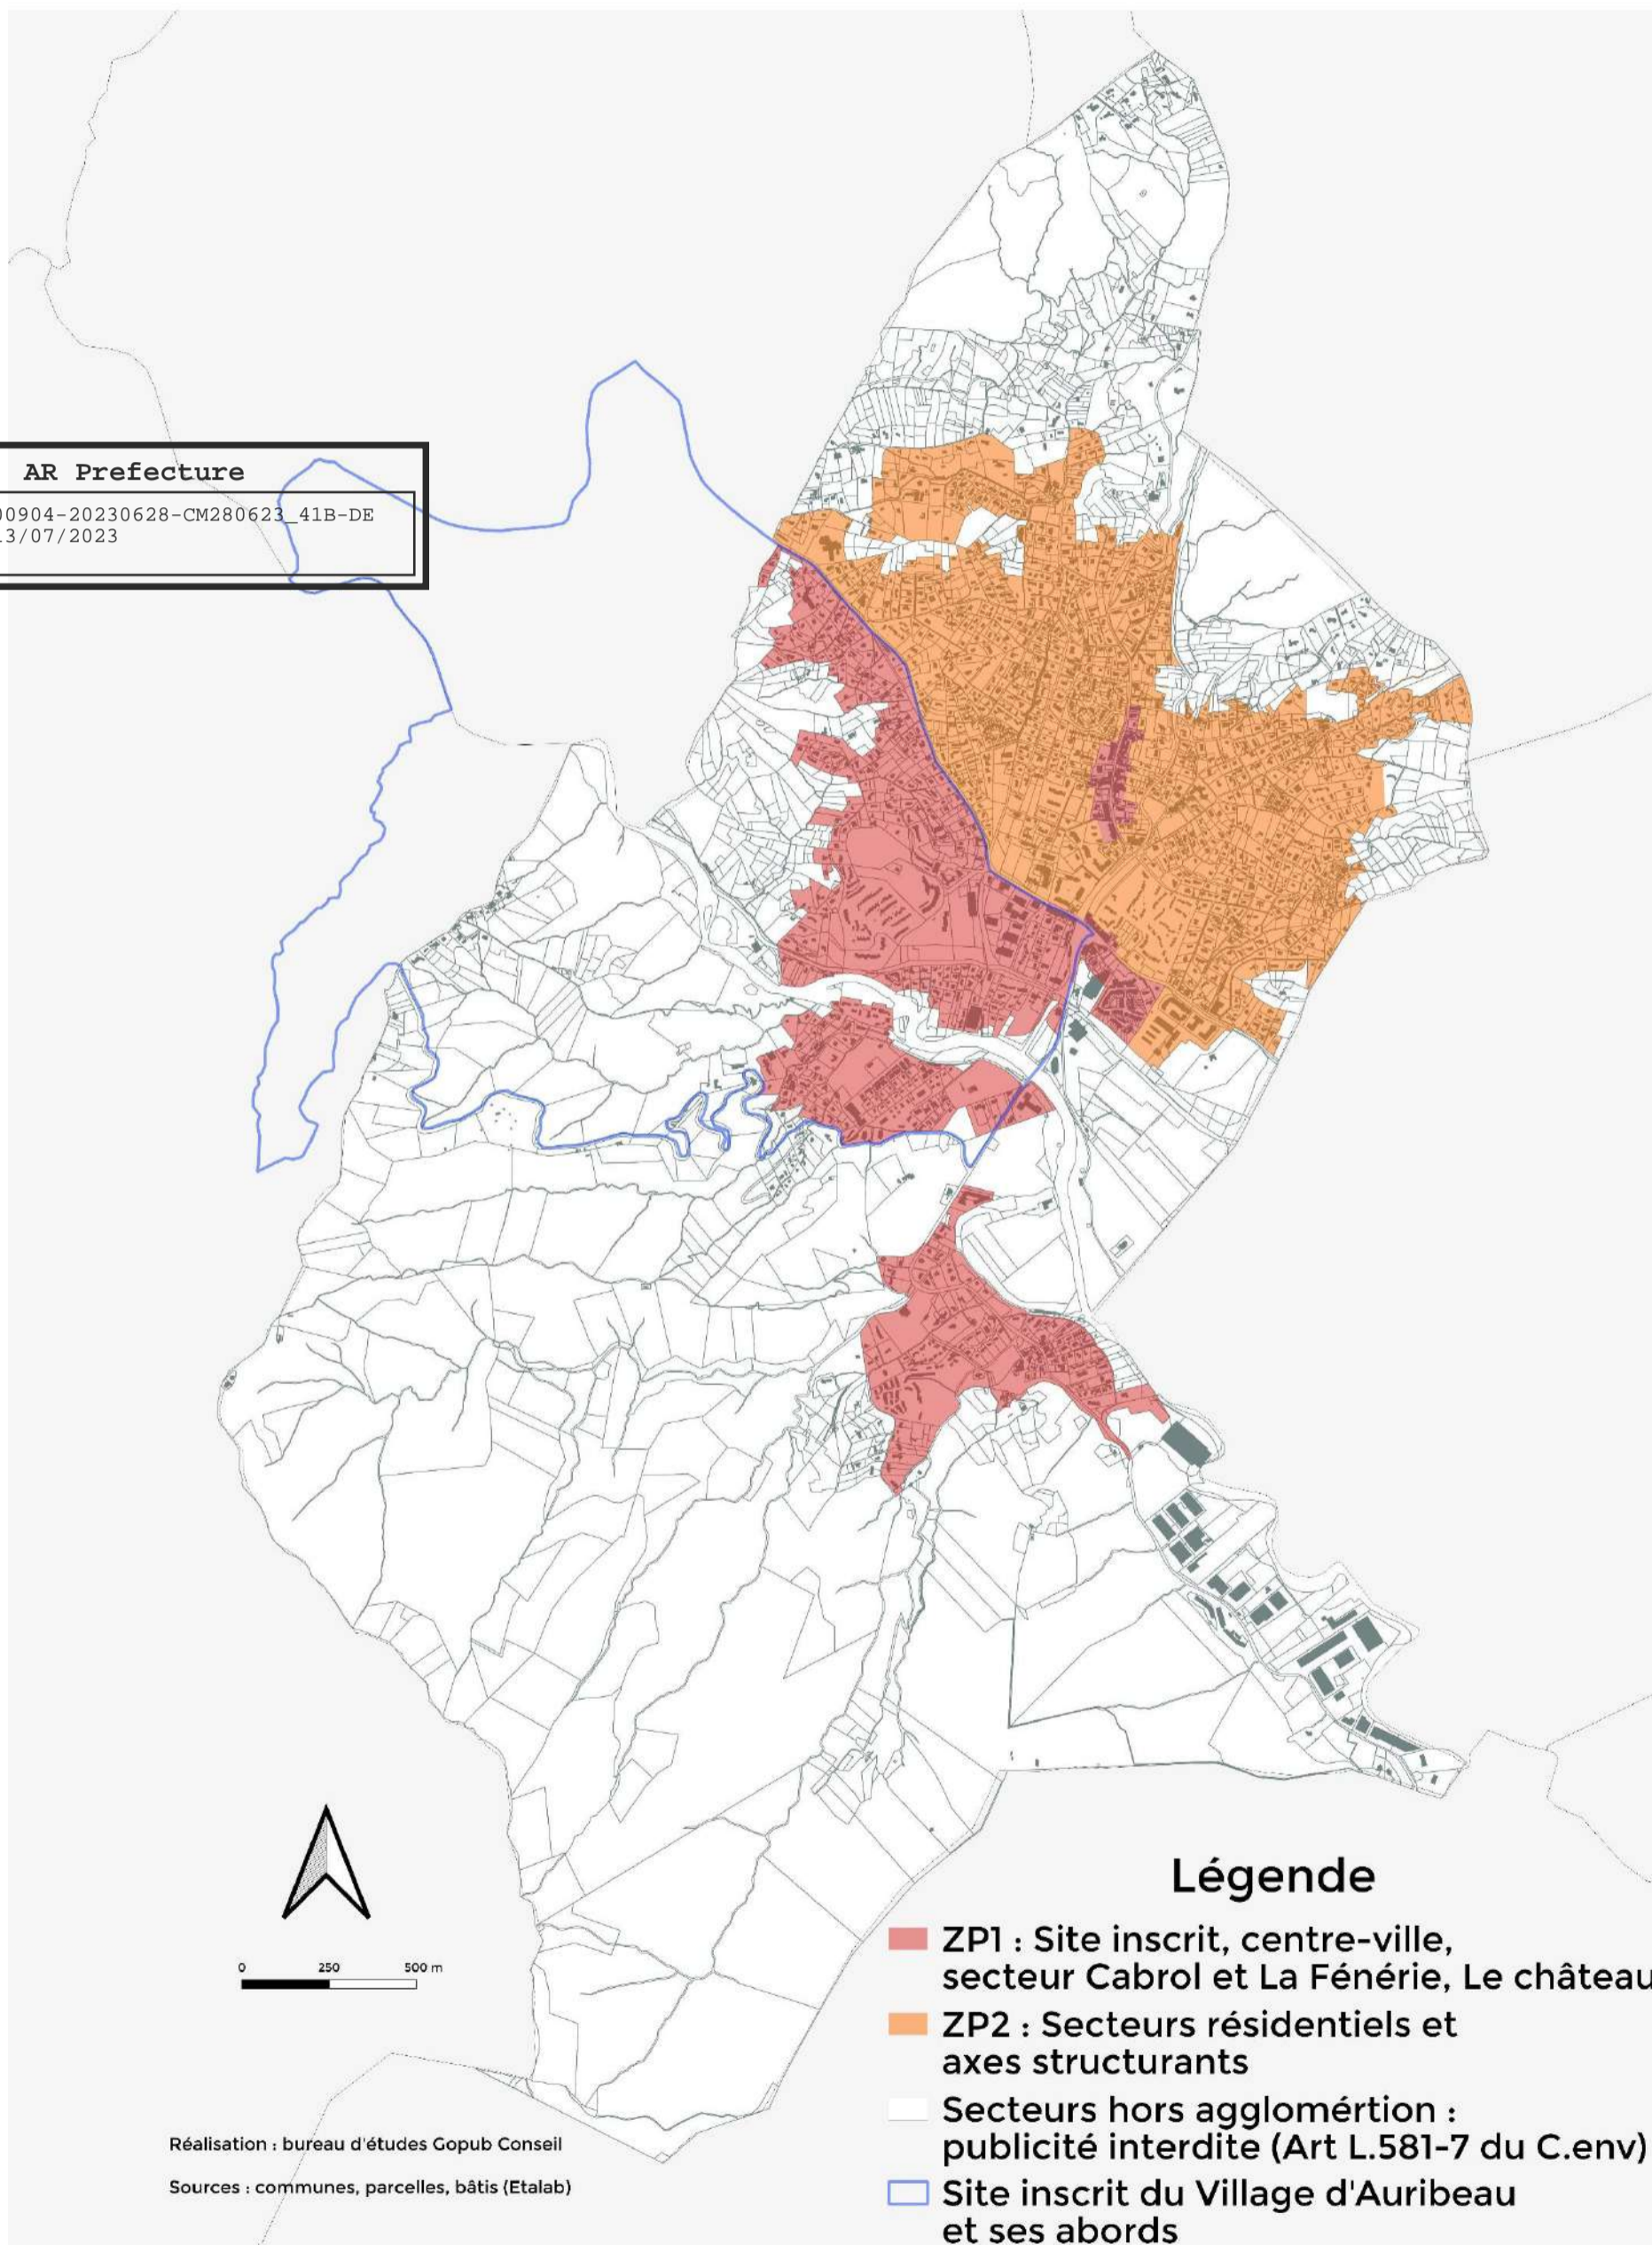 AR Prefecture
00904-20230628-CM280623_41B-DE
13/07/2023
0 250 500 m
Légende
ZP1 : Site inscrit, centre-ville,
secteur Cabrol et La Fénérie, Le château
ZP2 : Secteurs résidentiels et
axes structurants
Secteurs hors agglomértion :
publicité interdite (Art L.581-7 du C.env)
Site inscrit du Village d'Auribeau
et ses abords
Réalisation : bureau d'études Gopub Conseil
Sources : communes, parcelles, bâtis (Etalab)